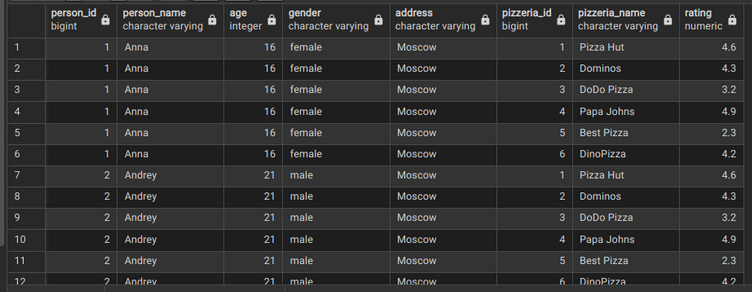 person_id person_name age gender address pizzeria_id pizzeria_name rating
bigint character varying integer character varying character varying bigint character varying numeric
1 1 Anna 16 female Moscow 1 Pizza Hut 4.6
2 1 Anna 16 female Moscow 2 Dominos 4.3
3 1 Anna 16 female Moscow 3 DoDo Pizza 3.2
4 1 Anna 16 female Moscow 4 Papa Johns 4.9
5 1 Anna 16 female Moscow 5 Best Pizza 2.3
6 1 Anna 16 female Moscow 6 DinoPizza 4.2
7 2 Andrey 21 male Moscow 1 Pizza Hut 4.6
8 2 Andrey 21 male Moscow 2 Dominos 4.3
9 2 Andrey 21 male Moscow 3 DoDo Pizza 3.2
10 2 Andrey 21 male Moscow 4 Papa Johns 4.9
11 2 Andrey 21 male Moscow 5 Best Pizza 2.3
12 2 Andrey 21 male Moscow 6 DinoPizza 4.2